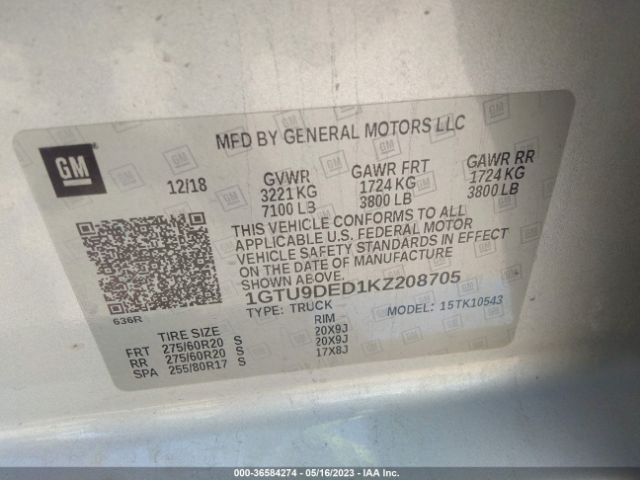 GM
MFD BY GENERAL MOTORS LLC
12/18
GVWR GAWR FRT GAWR RR
3221 KG 1724 KG 1724 KG
7100 LB 3800 LB 3800 LB
THIS VEHICLE CONFORMS TO ALL
APPLICABLE U.S. FEDERAL MOTOR
VEHICLE SAFETY STANDARDS IN EFFECT
ON THE DATE OF MANUFACTURE
SHOWN ABOVE.
1GTU9DED1KZ208705
636R
TYPE: TRUCK MODEL: 15TK10543
TIRE SIZE RIM
FRT 275/60R20 S 20X9J
RR 275/60R20 S 20X9J
SPA 255/80R17 S 17X8J
000-36584274 / 05/16/2023 / IAA Inc.